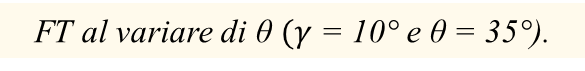 FT al variare di θ (γ = 10° e θ = 35°).